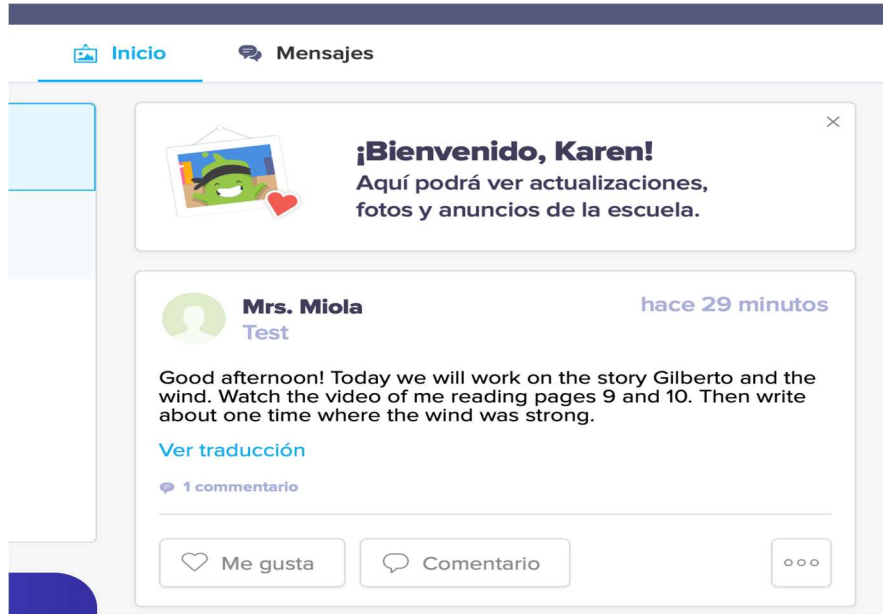 Inicio Mensajes
¡Bienvenido, Karen!
Aquí podrá ver actualizaciones,
fotos y anuncios de la escuela.
Mrs. Miola hace 29 minutos
Test
Good afternoon! Today we will work on the story Gilberto and the
wind. Watch the video of me reading pages 9 and 10. Then write
about one time where the wind was strong.
Ver traducción
1 commentario
Me gusta Comentario